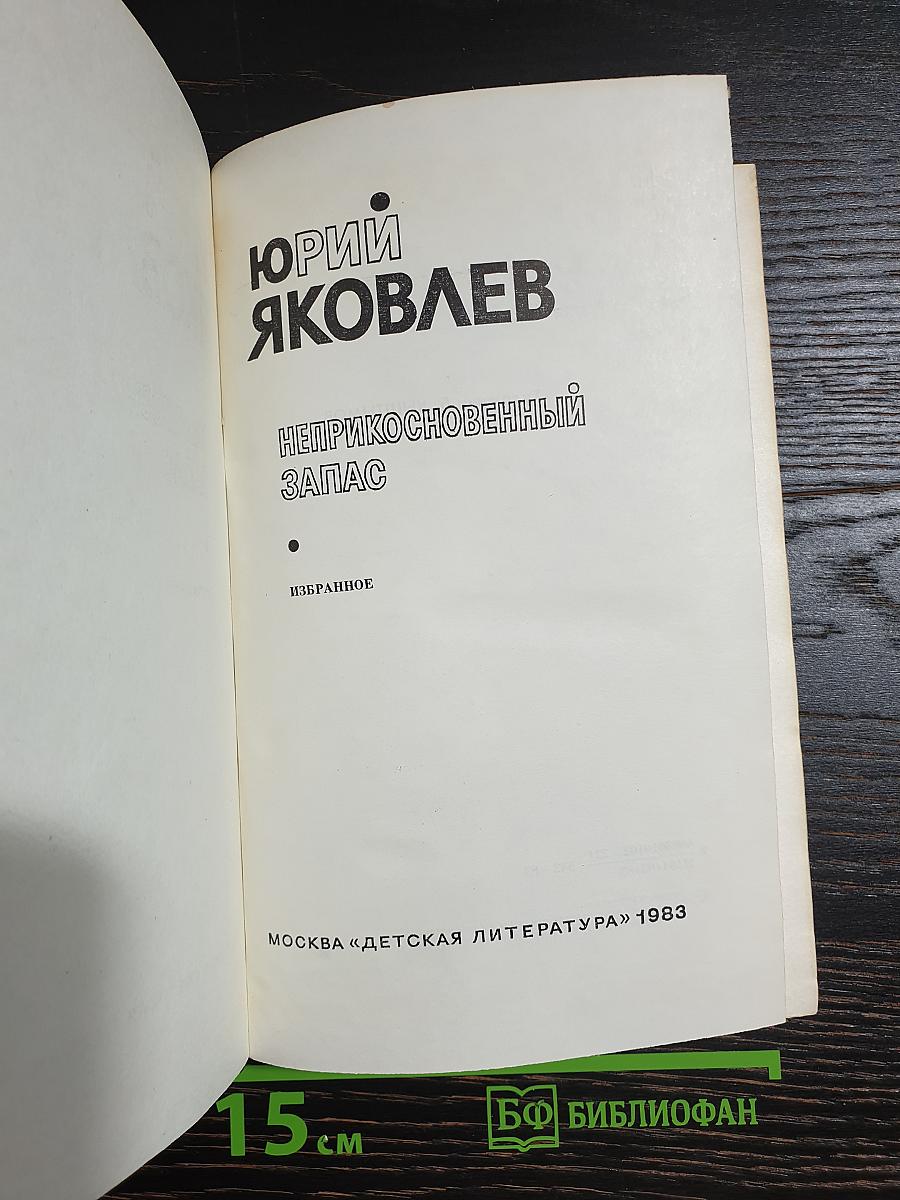 ЮРИЙ
ЯКОВЛЕВ
НЕПРИКОСНОВЕННЫЙ
ЗАПАС
ИЗБРАННОЕ
МОСКВА «ДЕТСКАЯ ЛИТЕРАТУРА» 1983
15 см
БФ БИБЛИОФАН